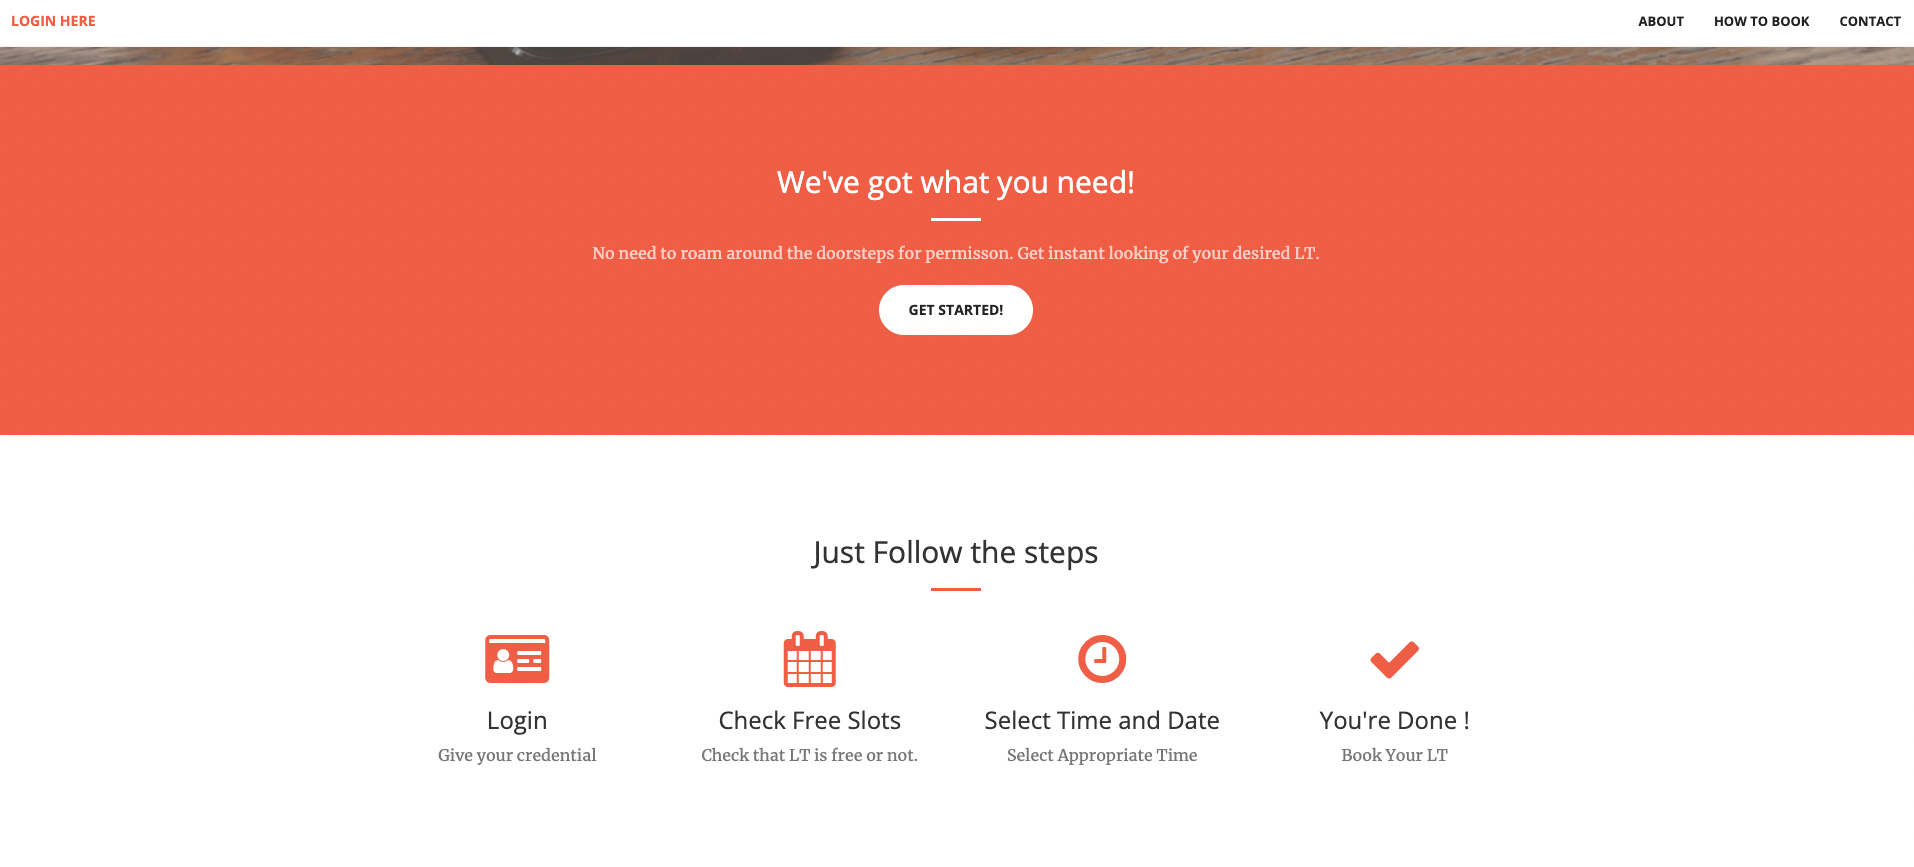 LOGIN HERE
ABOUT
HOW TO BOOK
CONTACT
We've got what you need!
No need to roam around the doorsteps for permisson. Get instant looking of your desired LT.
GET STARTED!
Just Follow the steps
Login
Give your credential
Check Free Slots
Check that LT is free or not.
Select Time and Date
Select Appropriate Time
You're Done !
Book Your LT